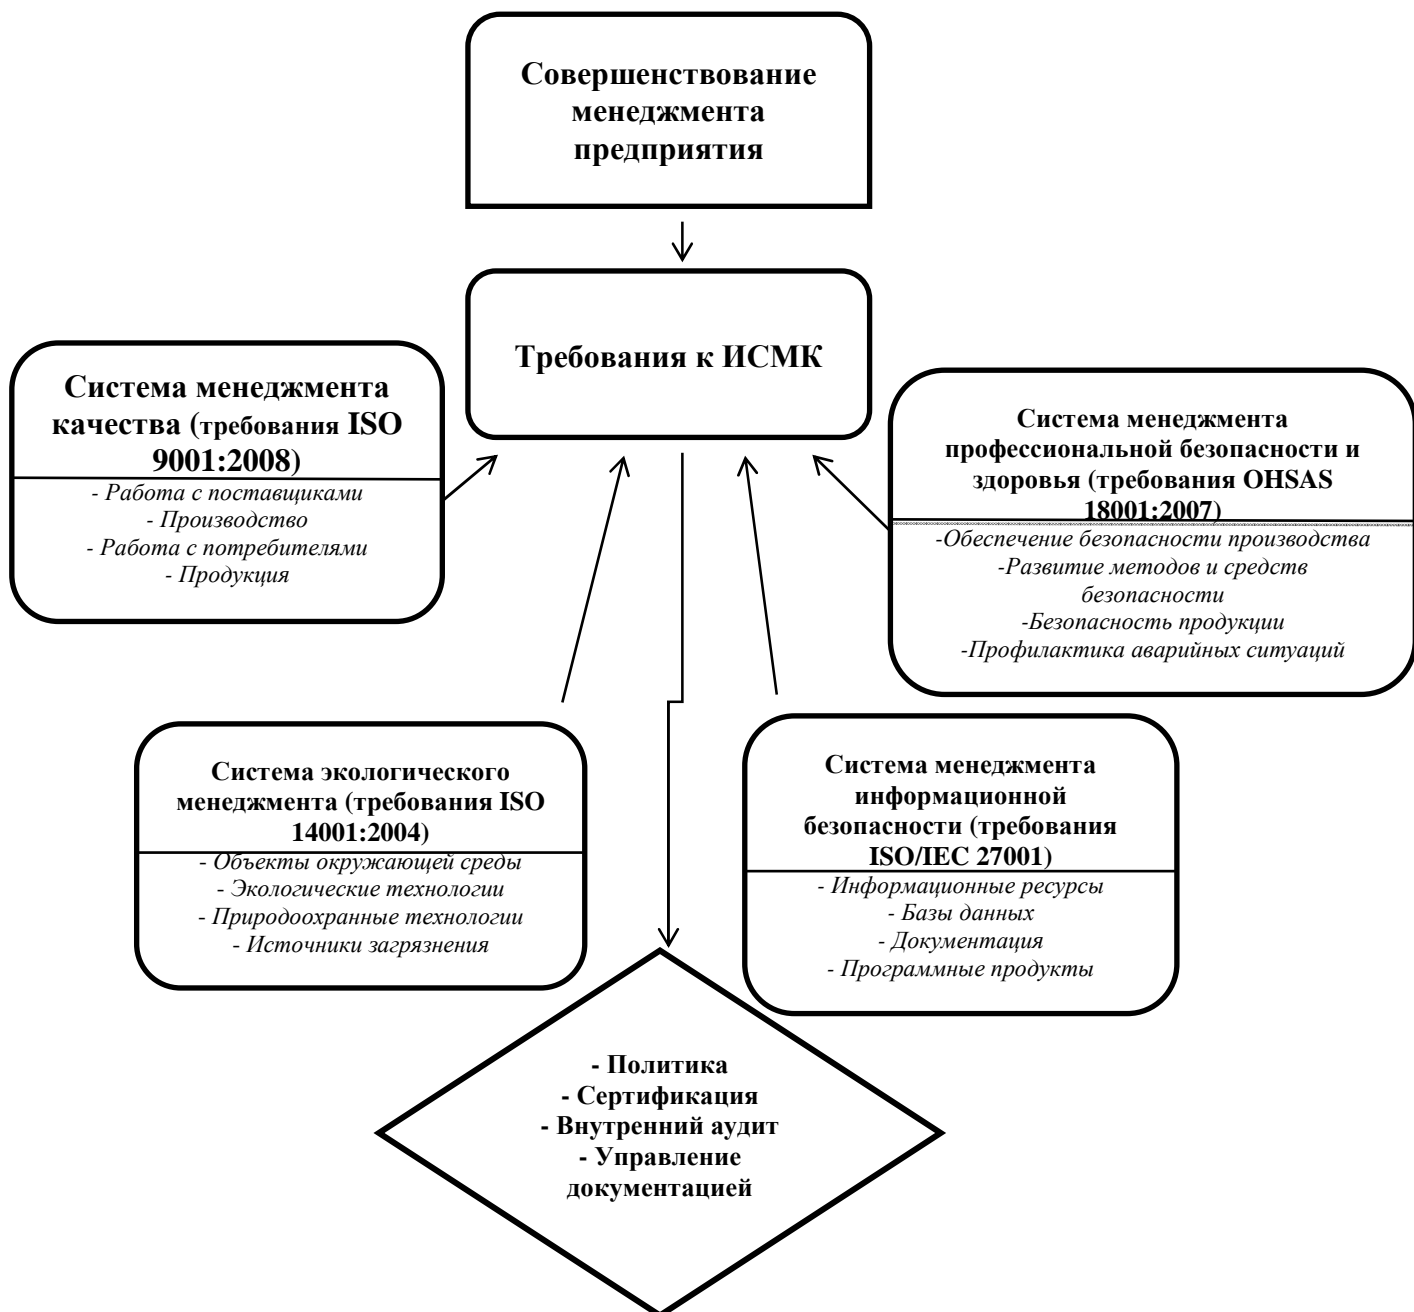 Совершенствование
менеджмента
предприятия
Требования к ИСМК
Система менеджмента
качества (требования ISO
9001:2008)
- Работа с поставщиками
- Производство
- Работа с потребителями
- Продукция
Система менеджмента
профессиональной безопасности и
здоровья (требования OHSAS
18001:2007)
-Обеспечение безопасности производства
-Развитие методов и средств
безопасности
-Безопасность продукции
-Профилактика аварийных ситуаций
Система экологического
менеджмента (требования ISO
14001:2004)
- Объекты окружающей среды
- Экологические технологии
- Природоохранные технологии
- Источники загрязнения
Система менеджмента
информационной
безопасности (требования
ISO/IEC 27001)
- Информационные ресурсы
- Базы данных
- Документация
- Программные продукты
- Политика
- Сертификация
- Внутренний аудит
- Управление
документацией